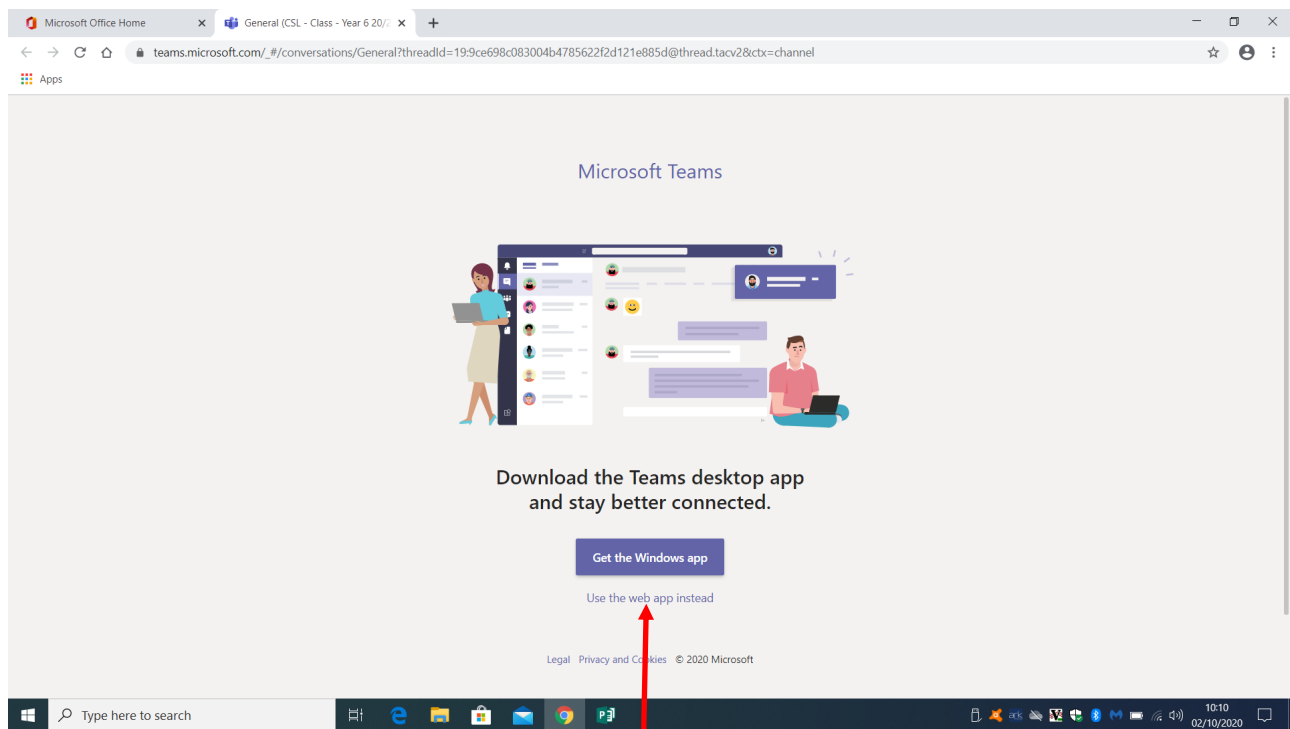 Microsoft Office Home
General (CSL - Class - Year 6 20/2
teams.microsoft.com/_#/conversations/General?threadId=19:9ce698c083004b4785622f2d121e885d@thread.tacv2&ctx=channel
Apps
Microsoft Teams
Download the Teams desktop app
and stay better connected.
Get the Windows app
Use the web app instead
Legal Privacy and Cookies © 2020 Microsoft
Type here to search
10:10
02/10/2020